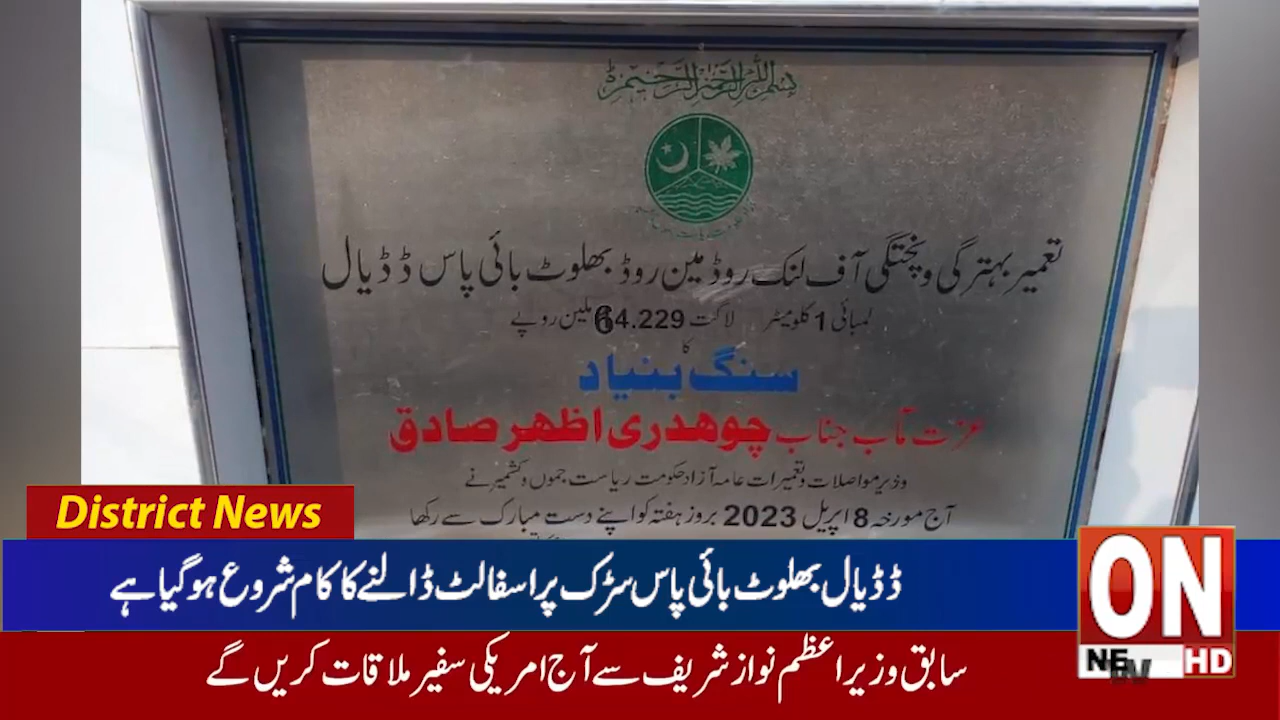 بسم اللہ الرحمن الرحیم
تعمیر بہترگی و پختگی آف لنک روڈ مین روڈ بھلوٹ بائی پاس ڈڈیال
لمبائی 1 کلومیٹر لاگت 64.229 ملین روپے
کا
سنگ بنیاد
عزت مآب جناب چوھدری اظہر صادق
وزیر مواصلات و تعمیرات عامہ آزاد حکومت ریاست جموں و کشمیر نے
آج مورخہ 8 اپریل 2023 بروز ہفتہ کو اپنے دست مبارک سے رکھا
District News
ڈڈیال بھلوٹ بائی پاس سڑک پر اسفالٹ ڈالنے کا کام شروع ہو گیا ہے
سابق وزیر اعظم نواز شریف سے آج امریکی سفیر ملاقات کریں گے
ON
HD